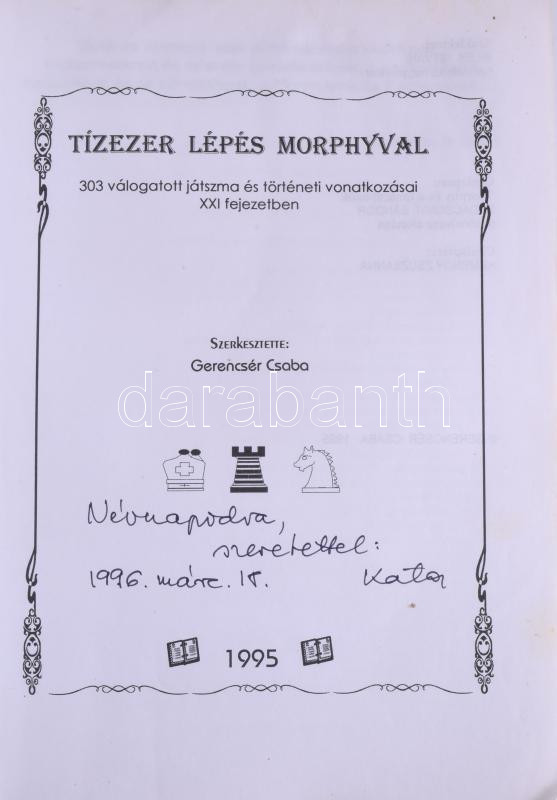 TÍZEZER LÉPÉS MORPHYVAL
303 válogatott játszma és történeti vonatkozásai
XXI fejezetben
SZERKESZTETTE:
Gerencsér Csaba
darabanth
Névnapodra,
szeretettel:
1996. márc. 18.
Kata
1995